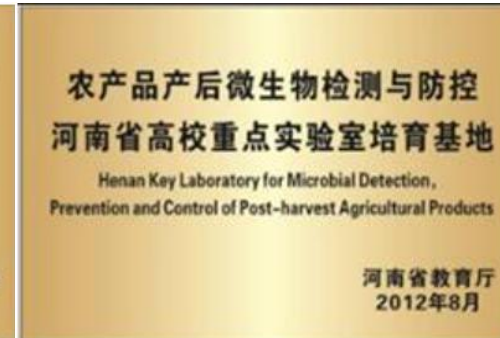 农产品产后微生物检测与防控
河南省高校重点实验室培育基地
Henan Key Laboratory for Microbial Detection,
Prevention and Control of Post-harvest Agricultural Products
河南省教育厅
2012年8月